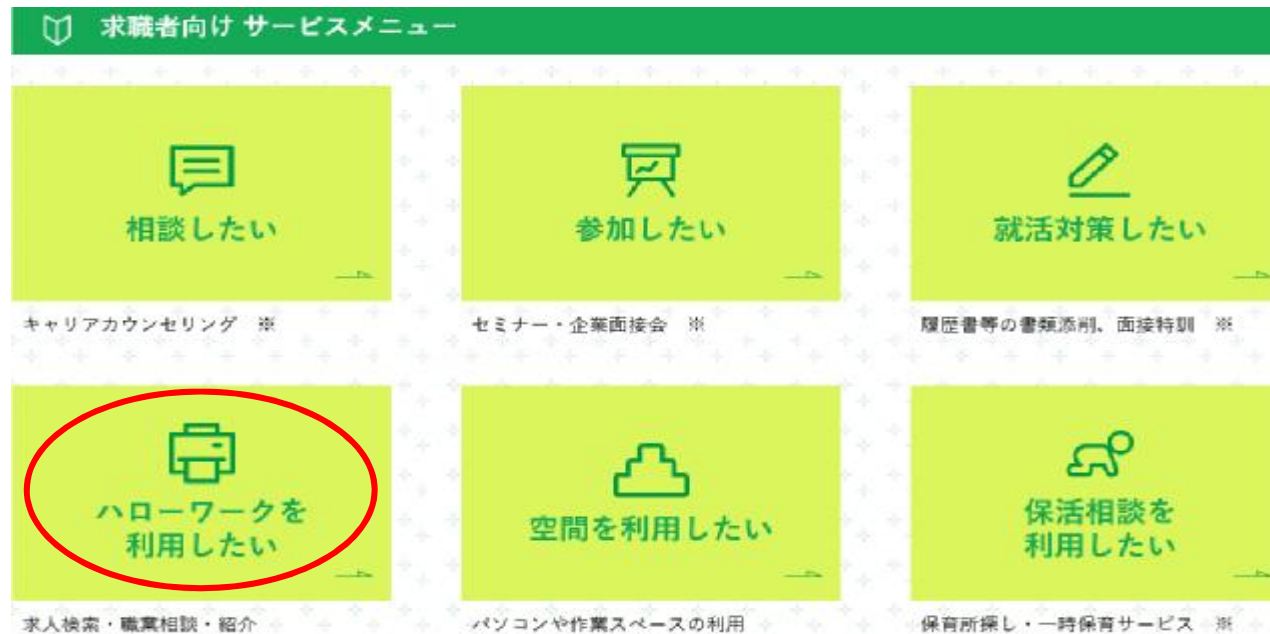 求職者向け サービスメニュー
相談したい
キャリアカウンセリング ※
参加したい
セミナー・企業面接会 ※
就活対策したい
履歴書等の書類添削、面接特訓 ※
ハローワークを
利用したい
求人検索・職業相談・紹介
空間を利用したい
パソコンや作業スペースの利用
保活相談を
利用したい
保育所探し・一時保育サービス ※